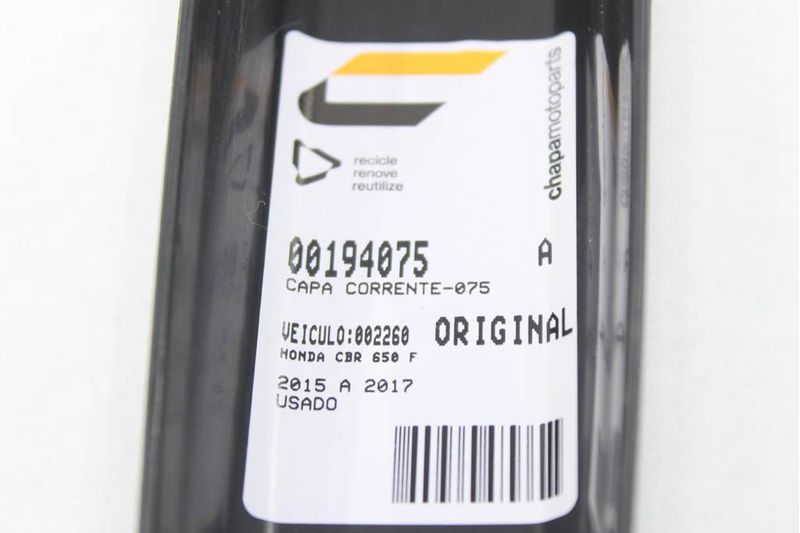 chapamotoparts
recicle
renove
reutilize
00194075 A
CAPA CORRENTE-075
VEICULO:002260 ORIGINAL
HONDA CBR 650 F
2015 A 2017
USADO